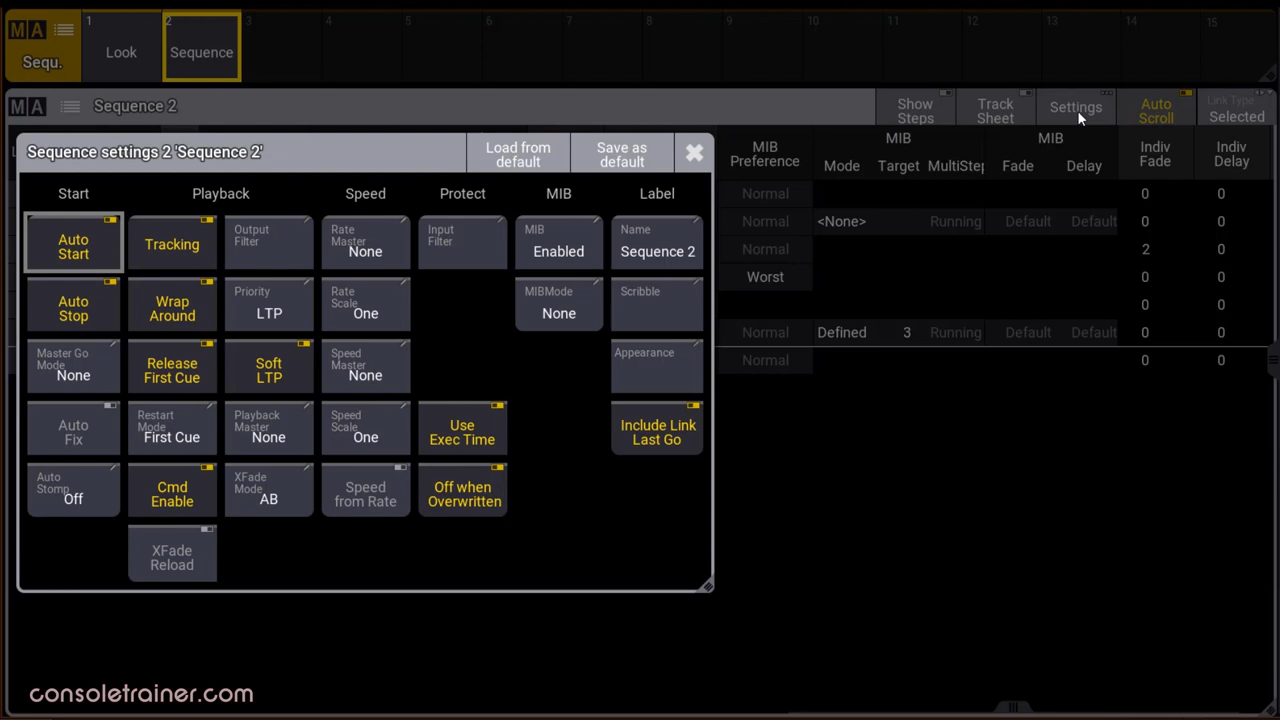 MA
Sequ.
1
Look
2
Sequence
3
4
5
6
7
8
9
10
11
12
13
14
15
MA
Sequence 2
Show
Steps
Track
Sheet
Settings
Auto
Scroll
Link Type
Selected
Sequence settings 2 'Sequence 2'
Load from
default
Save as
default
Start
Playback
Speed
Protect
MIB
Label
Auto
Start
Tracking
Output
Filter
Rate
Master
None
Input
Filter
MIB
Enabled
Name
Sequence 2
Auto
Stop
Wrap
Around
Priority
LTP
Rate
Scale
One
MIBMode
None
Scribble
Master Go
Mode
None
Release
First Cue
Soft
LTP
Speed
Master
None
Appearance
Auto
Fix
Restart
Mode
First Cue
Playback
Master
None
Speed
Scale
One
Use
Exec Time
Include Link
Last Go
Auto
Stomp
Off
Cmd
Enable
XFade
Mode
AB
Speed
from Rate
Off when
Overwritten
XFade
Reload
MIB
Preference
MIB
Mode Target MultiStep
MIB
Fade Delay
Indiv
Fade
Indiv
Delay
Normal 0 0
Normal <None> Running Default Default 0 0
Normal 2 0
Worst 0 0
0 0
Normal Defined 3 Running Default Default 0 0
Normal 0 0
consoletrainer.com